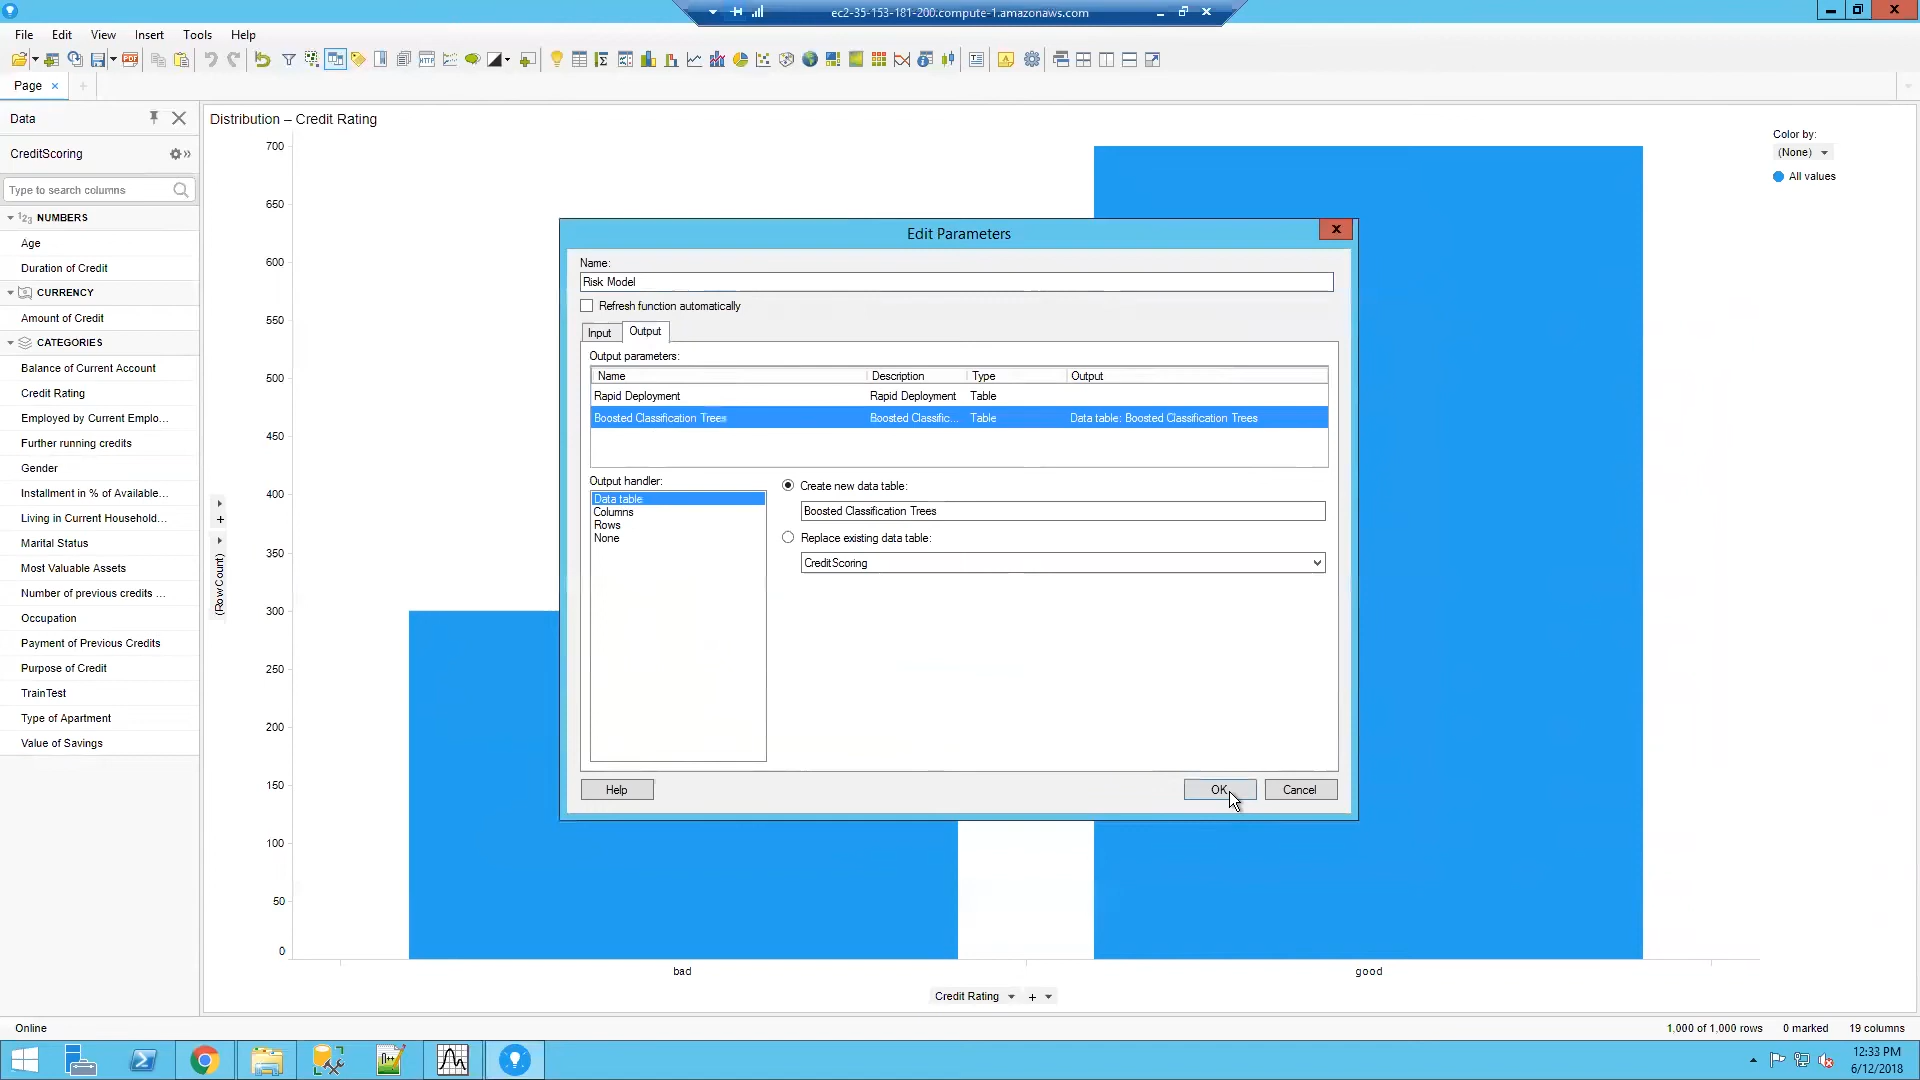 ec2-35-153-181-200.compute-1.amazonaws.com
File Edit View Insert Tools Help
Page
Data
CreditScoring
Type to search columns
NUMBERS
Age
Duration of Credit
CURRENCY
Amount of Credit
CATEGORIES
Balance of Current Account
Credit Rating
Employed by Current Emplo...
Further running credits
Gender
Installment in % of Available...
Living in Current Household...
Marital Status
Most Valuable Assets
Number of previous credits ...
Occupation
Payment of Previous Credits
Purpose of Credit
TrainTest
Type of Apartment
Value of Savings
Distribution – Credit Rating
700
650
600
550
500
450
400
350
300
250
200
150
100
50
0
(Row Count)
bad good
Credit Rating
Color by:
(None)
All values
Edit Parameters
Name:
Risk Model
Refresh function automatically
Input Output
Output parameters:
Name Description Type Output
Rapid Deployment Rapid Deployment Table
Boosted Classification Trees Boosted Classific... Table Data table: Boosted Classification Trees
Output handler:
Data table
Columns
Rows
None
Create new data table:
Boosted Classification Trees
Replace existing data table:
CreditScoring
Help OK Cancel
Online
1,000 of 1,000 rows 0 marked 19 columns
12:33 PM
6/12/2018